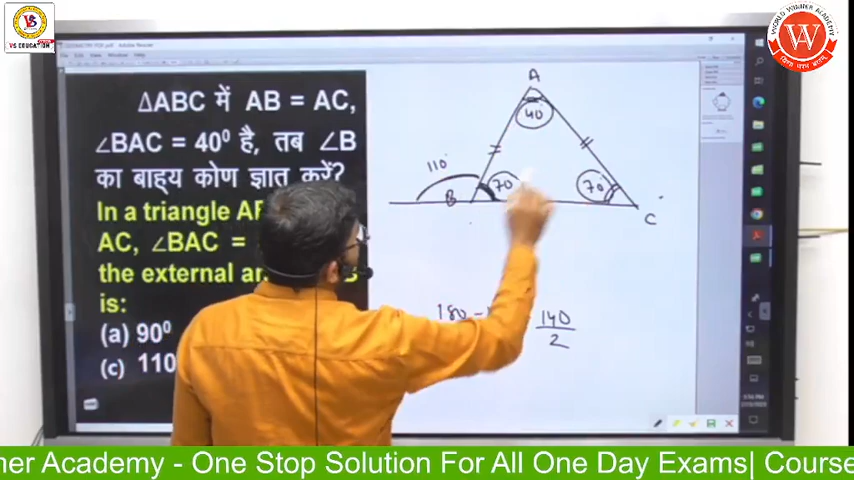 VS EDUCATION
WORLD WINNER ACADEMY
W
∆ABC में AB = AC,
∠BAC = 40⁰ है, तब ∠B
का बाह्य कोण ज्ञात करें?
In a triangle AB
AC, ∠BAC =
the external an
is:
(a) 90⁰
(c) 110
A
40
110°
70
70°
B
C
180 -
140
2
ner Academy - One Stop Solution For All One Day Exams| Course